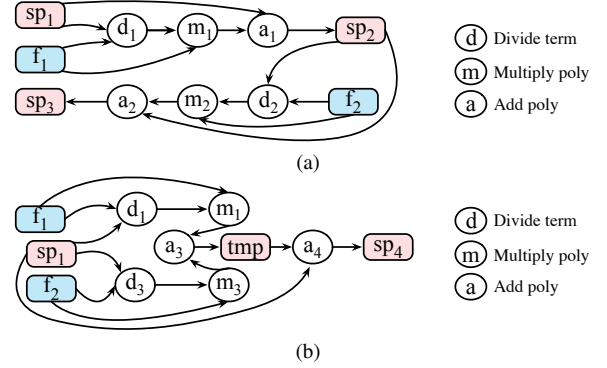 sp1 d1 m1 a1 sp2 d Divide term
f1 m Multiply poly
sp3 a2 m2 d2 f2 a Add poly
(a)
f1 d1 m1 d Divide term
sp1 a3 tmp a4 sp4 m Multiply poly
f2 d3 m3 a Add poly
(b)